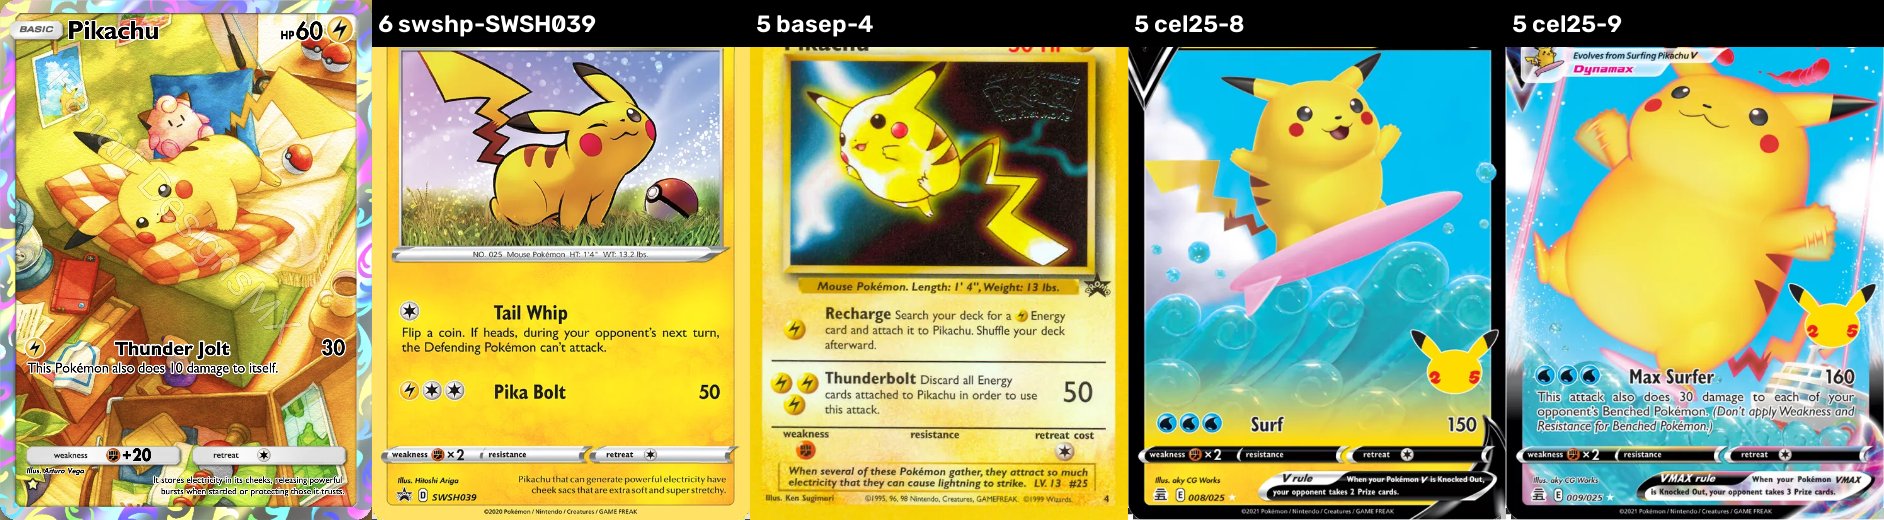 BASIC Pikachu HP60
Thunder Jolt 30
This Pokémon also does 10 damage to itself.
weakness +20 retreat
Illus. Arturo Vega
It stores electricity in its cheeks, releasing powerful
bursts when startled or protecting those it trusts.
6 swshp-SWSH039
NO. 025 Mouse Pokémon HT: 1'4" WT: 13.2 lbs.
Tail Whip
Flip a coin. If heads, during your opponent's next turn,
the Defending Pokémon can't attack.
Pika Bolt 50
weakness ×2 resistance retreat
Illus. Hitoshi Ariga
Pikachu that can generate powerful electricity have
cheek sacs that are extra soft and super stretchy.
D SWSH039
©2020 Pokémon / Nintendo / Creatures / GAME FREAK
5 basep-4
Pikachu 50 HP
Pokémon
The First Movie
PROMO
Mouse Pokémon. Length: 1' 4", Weight: 13 lbs.
Recharge Search your deck for a Energy
card and attach it to Pikachu. Shuffle your deck
afterward.
Thunderbolt Discard all Energy
cards attached to Pikachu in order to use
this attack.
50
weakness resistance retreat cost
When several of these Pokémon gather, they attract so much
electricity that they can cause lightning to strike. LV. 13 #25
Illus. Ken Sugimori ©1995, 96, 98 Nintendo, Creatures, GAMEFREAK. ©1999 Wizards. 4
5 cel25-8
25
Surf 150
weakness ×2 resistance retreat
Illus. aky CG Works
E 008/025
V rule When your Pokémon V is Knocked Out,
your opponent takes 2 Prize cards.
©2021 Pokémon / Nintendo / Creatures / GAME FREAK
5 cel25-9
Evolves from Surfing Pikachu V
Dynamax
25
Max Surfer 160
This attack also does 30 damage to each of your
opponent's Benched Pokémon. (Don't apply Weakness and
Resistance for Benched Pokémon.)
weakness ×2 resistance retreat
Illus. aky CG Works
E 009/025
VMAX rule When your Pokémon VMAX
is Knocked Out, your opponent takes 3 Prize cards.
©2021 Pokémon / Nintendo / Creatures / GAME FREAK